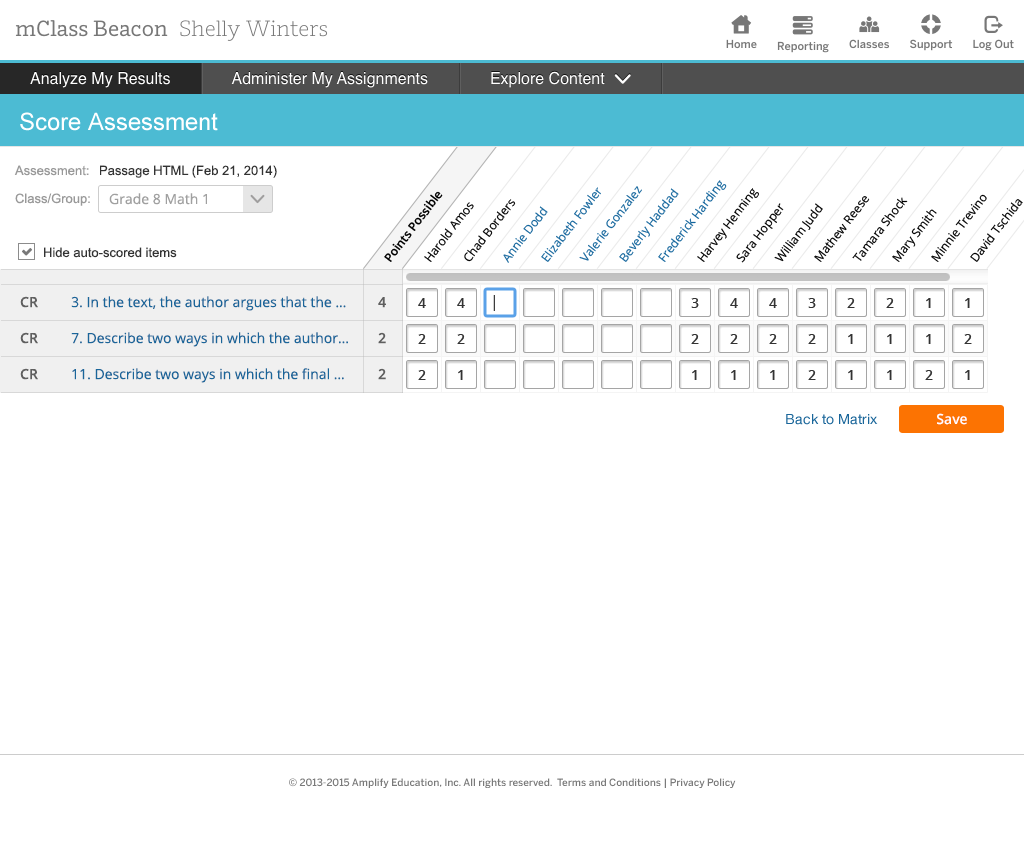 mClass Beacon Shelly Winters
Home
Reporting
Classes
Support
Log Out
Analyze My Results
Administer My Assignments
Explore Content
Score Assessment
Assessment: Passage HTML (Feb 21, 2014)
Class/Group: Grade 8 Math 1
Hide auto-scored items
Points Possible
Harold Amos
Chad Borders
Annie Dodd
Elizabeth Fowler
Valerie Gonzalez
Beverly Haddad
Frederick Harding
Harvey Henning
Sara Hopper
William Judd
Mathew Reese
Tamara Shock
Mary Smith
Minnie Trevino
David Tschida
CR 3. In the text, the author argues that the ... 4 4 4 3 4 4 3 2 2 1 1
CR 7. Describe two ways in which the author... 2 2 2 2 2 2 2 1 1 1 2
CR 11. Describe two ways in which the final ... 2 2 1 1 1 1 2 1 1 2 1
Back to Matrix
Save
© 2013-2015 Amplify Education, Inc. All rights reserved. Terms and Conditions | Privacy Policy